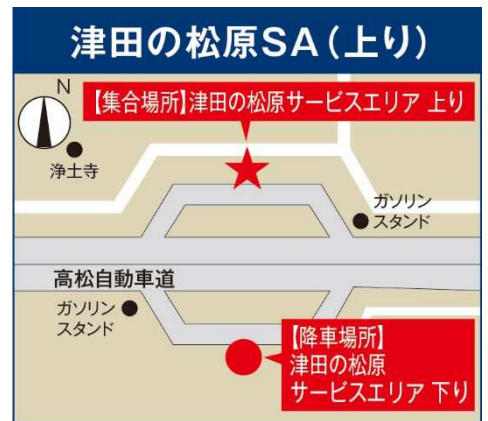 津田の松原SA（上り）
N
【集合場所】津田の松原サービスエリア 上り
浄土寺
ガソリン
スタンド
高松自動車道
ガソリン
スタンド
【降車場所】
津田の松原
サービスエリア 下り